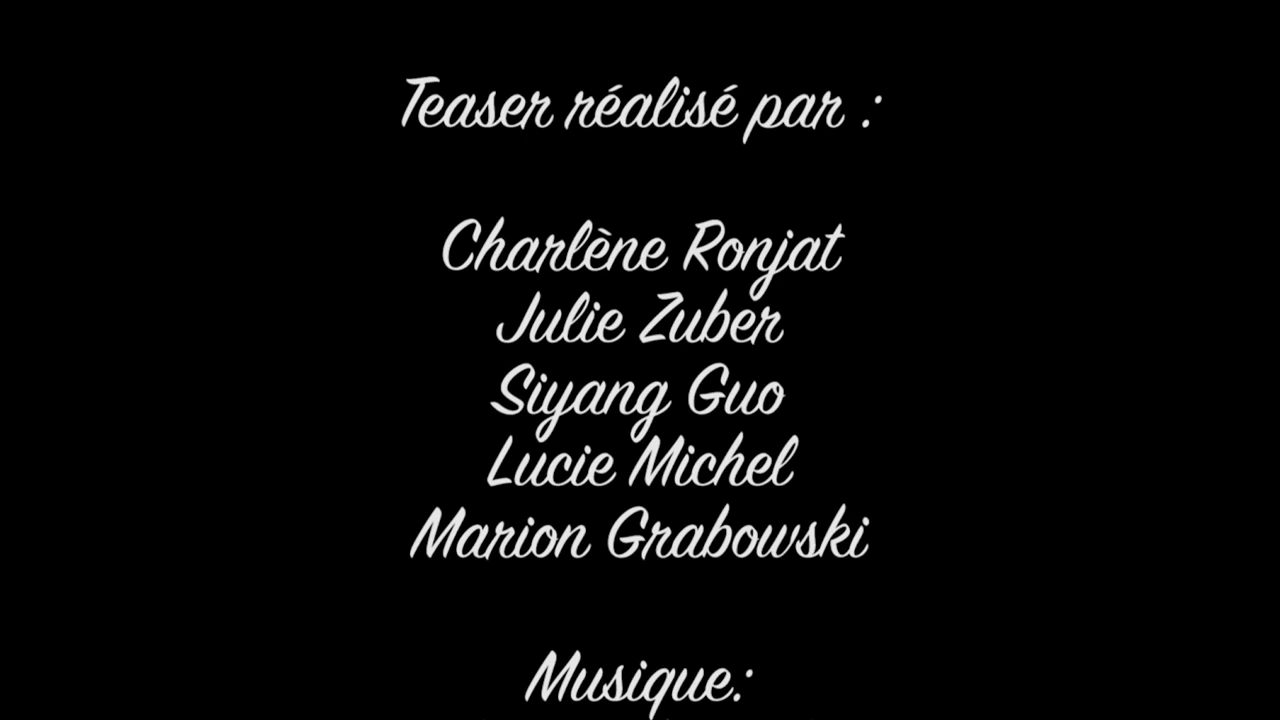 Teaser réalisé par :
Charlène Ronjat
Julie Zuber
Siyang Guo
Lucie Michel
Marion Grabowski
Musique: